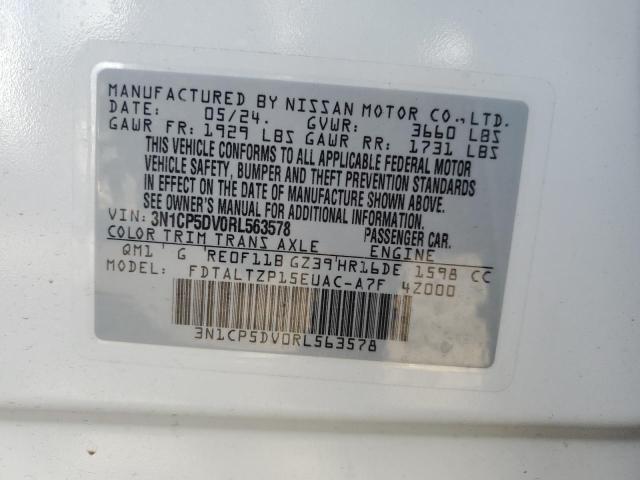 MANUFACTURED BY NISSAN MOTOR CO., LTD.
DATE: 05/24. GVWR: 3660 LBS
GAWR FR: 1929 LBS GAWR RR: 1731 LBS
THIS VEHICLE CONFORMS TO ALL APPLICABLE FEDERAL MOTOR
VEHICLE SAFETY, BUMPER AND THEFT PREVENTION STANDARDS
IN EFFECT ON THE DATE OF MANUFACTURE SHOWN ABOVE.
SEE OWNER'S MANUAL FOR ADDITIONAL INFORMATION.
VIN: 3N1CP5DV0RL563578 PASSENGER CAR.
COLOR TRIM TRANS AXLE ENGINE
QM1 G RE0F11B GZ39 HR16DE 1598 CC
MODEL FDTALTZP15EUAC-A7F 4Z000
3N1CP5DV0RL563578